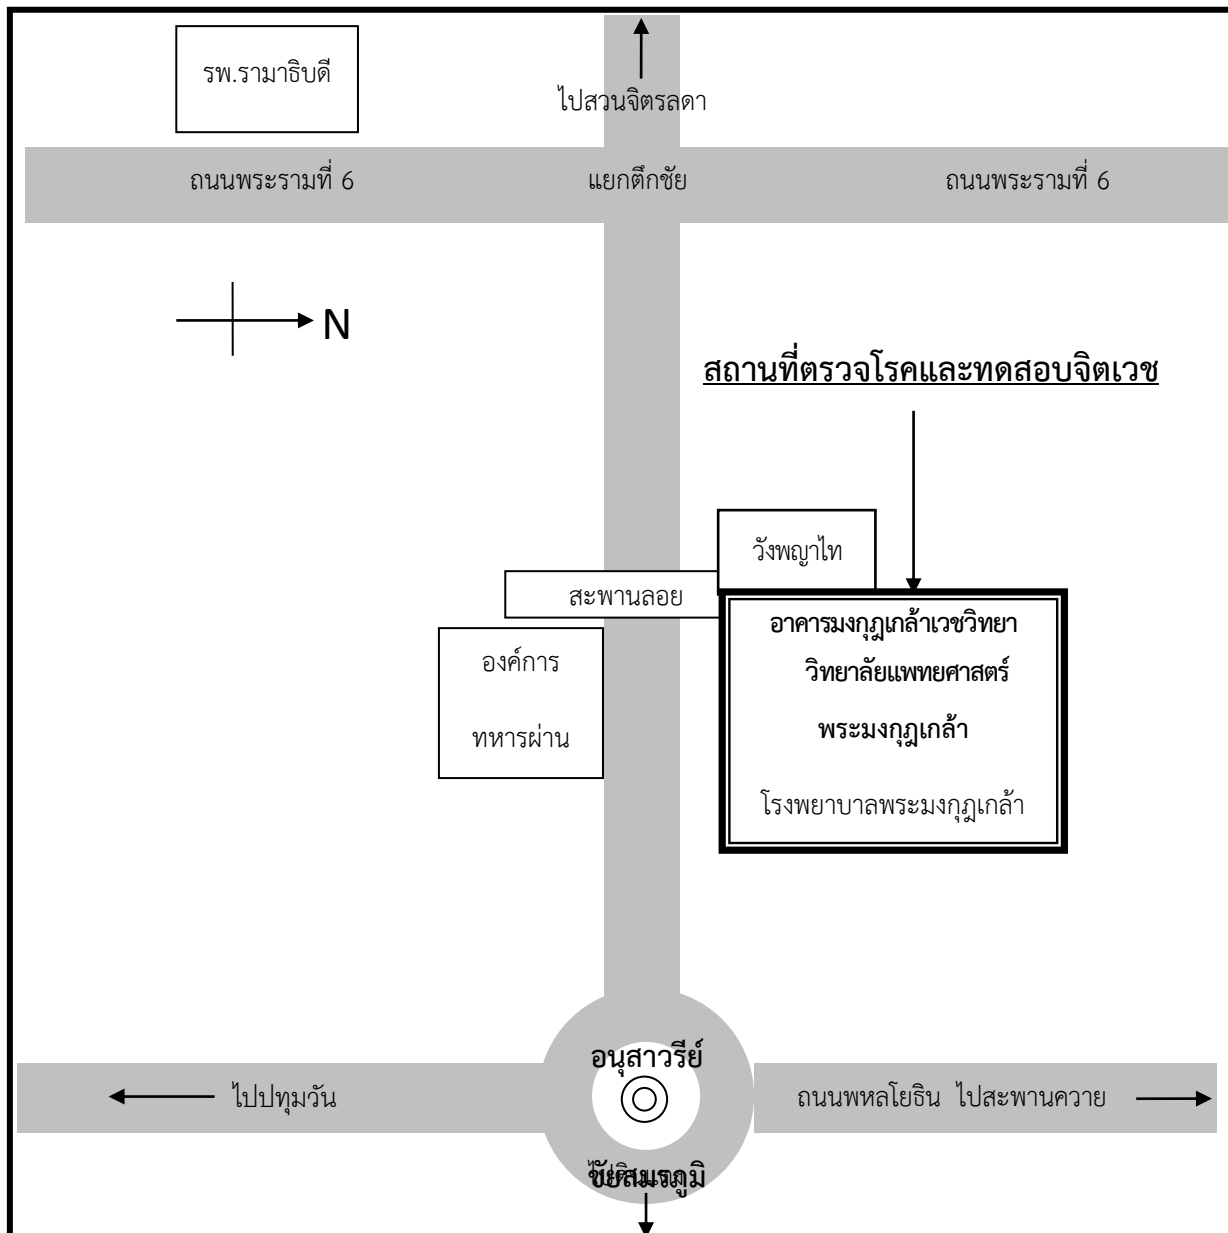 รพ.รามาธิบดี
ไปสวนจิตรลดา
ถนนพระรามที่ 6
แยกตึกชัย
ถนนพระรามที่ 6
N
สถานที่ตรวจโรคและทดสอบจิตเวช
วังพญาไท
สะพานลอย
อาคารมงกุฎเกล้าเวชวิทยา
วิทยาลัยแพทยศาสตร์
พระมงกุฎเกล้า
โรงพยาบาลพระมงกุฎเกล้า
องค์การ
ทหารผ่าน
อนุสาวรีย์
ไปปทุมวัน
ถนนพหลโยธิน ไปสะพานควาย
ชัยสมรภูมิ